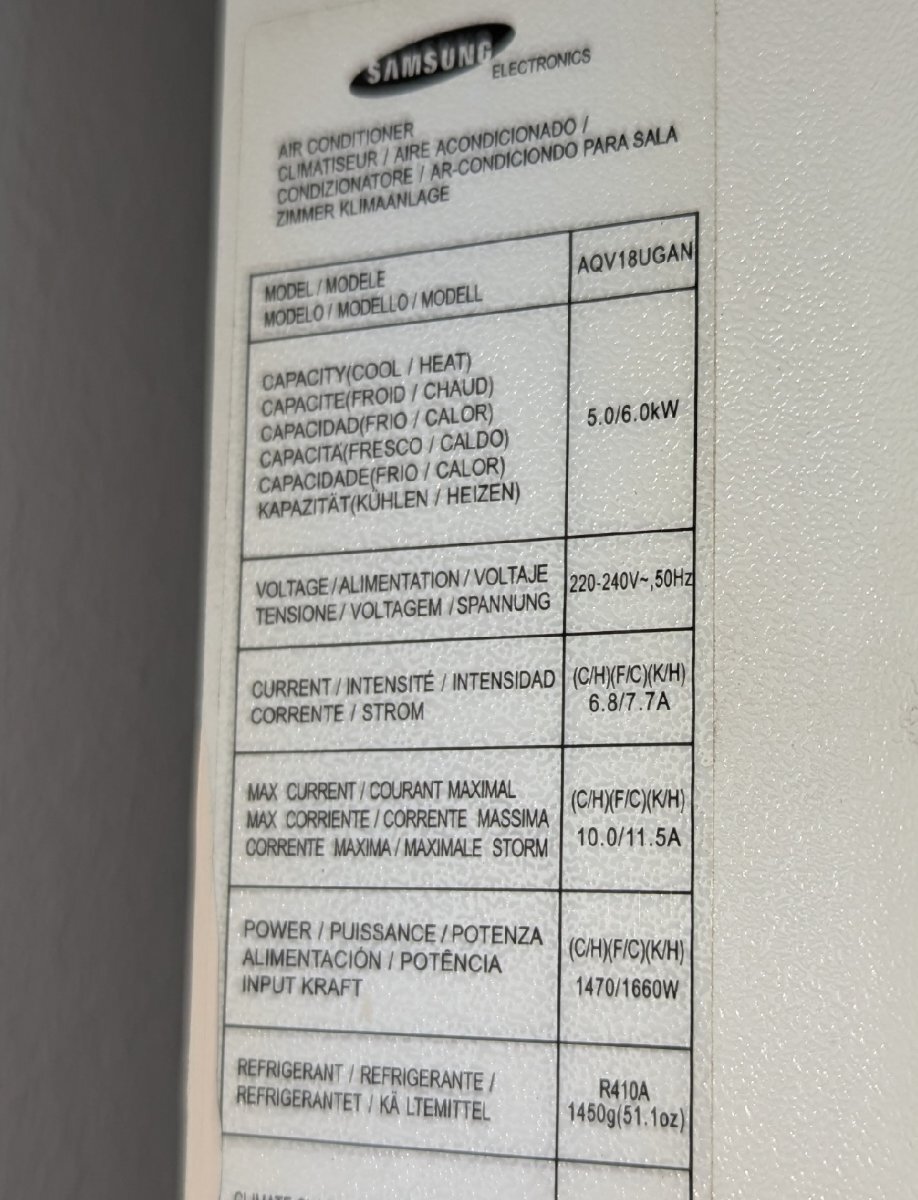 SAMSUNG ELECTRONICS
AIR CONDITIONER
CLIMATISEUR / AIRE ACONDICIONADO /
CONDIZIONATORE / AR-CONDICIONDO PARA SALA
ZIMMER KLIMAANLAGE
MODEL / MODELE
MODELO / MODELLO / MODELL
AQV18UGAN
CAPACITY(COOL / HEAT)
CAPACITE(FROID / CHAUD)
CAPACIDAD(FRIO / CALOR)
CAPACITÁ(FRESCO / CALDO)
CAPACIDADE(FRIO / CALOR)
KAPAZITÄT(KÜHLEN / HEIZEN)
5.0/6.0kW
VOLTAGE / ALIMENTATION / VOLTAJE
TENSIONE / VOLTAGEM / SPANNUNG
220-240V~,50Hz
CURRENT / INTENSITÉ / INTENSIDAD
CORRENTE / STROM
(C/H)(F/C)(K/H)
6.8/7.7A
MAX CURRENT / COURANT MAXIMAL
MAX CORRIENTE / CORRENTE MASSIMA
CORRENTE MAXIMA / MAXIMALE STORM
(C/H)(F/C)(K/H)
10.0/11.5A
POWER / PUISSANCE / POTENZA
ALIMENTACIÓN / POTÊNCIA
INPUT KRAFT
(C/H)(F/C)(K/H)
1470/1660W
REFRIGERANT / REFRIGERANTE /
REFRIGERANTET / KÄ LTEMITTEL
R410A
1450g(51.1oz)